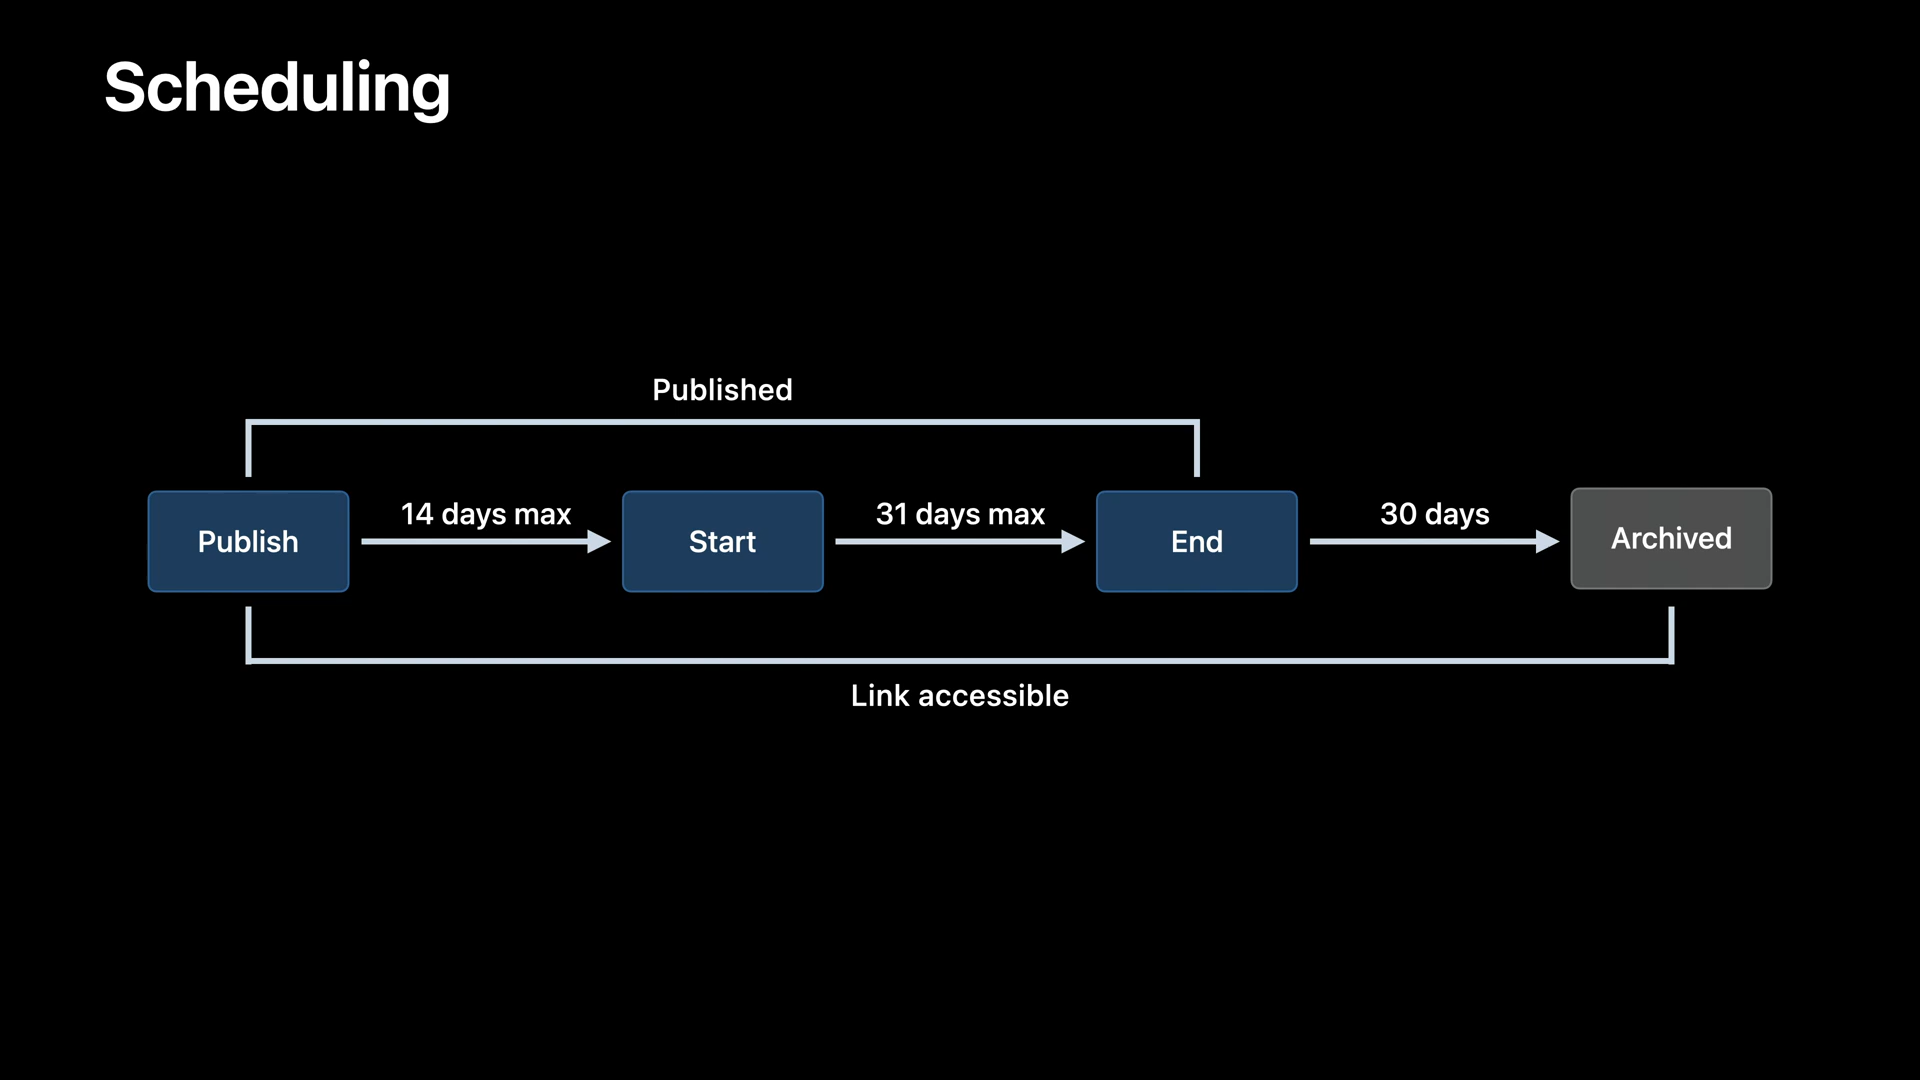 Scheduling
Published
Publish
14 days max
Start
31 days max
End
30 days
Archived
Link accessible